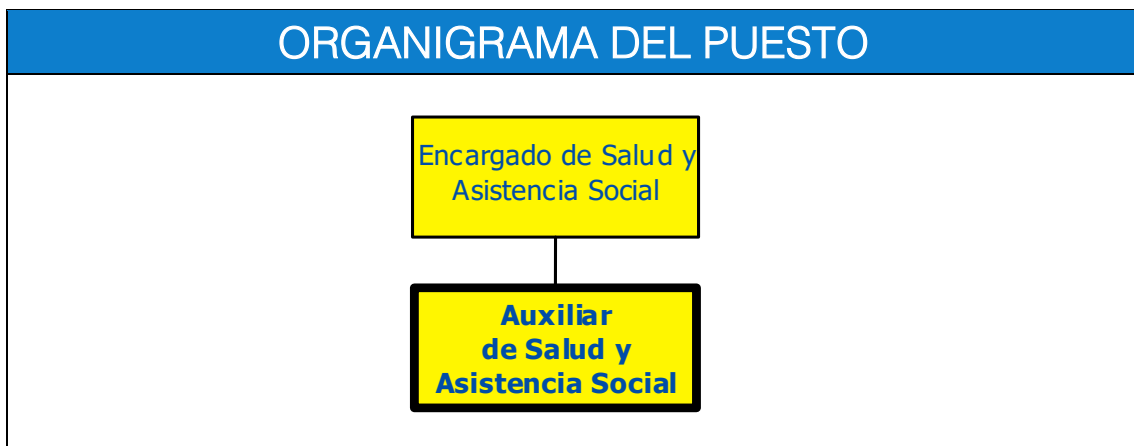 ORGANIGRAMA DEL PUESTO
Encargado de Salud y
Asistencia Social
Auxiliar
de Salud y
Asistencia Social